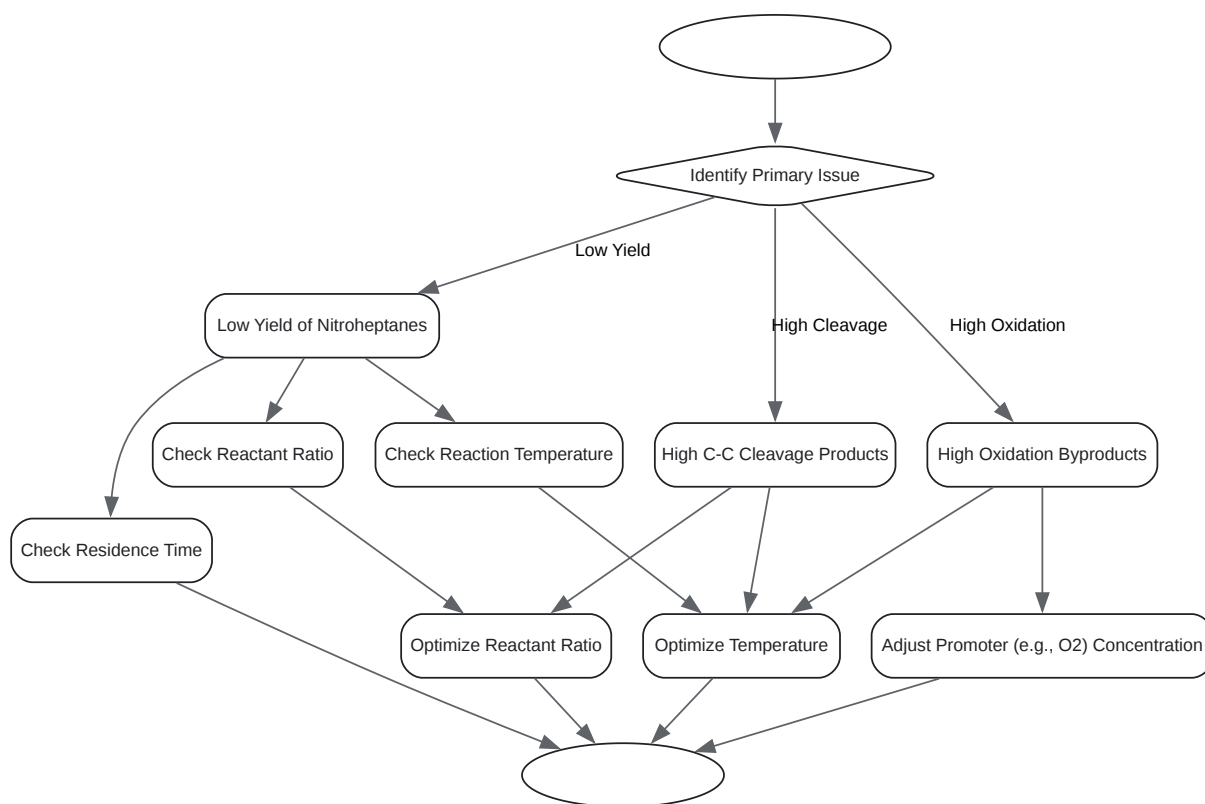 Identify Primary Issue
Low Yield
Low Yield of Nitroheptanes
High Cleavage
High Oxidation
Check Reactant Ratio
Check Reaction Temperature
High C-C Cleavage Products
High Oxidation Byproducts
Check Residence Time
Optimize Reactant Ratio
Optimize Temperature
Adjust Promoter (e.g., O2) Concentration